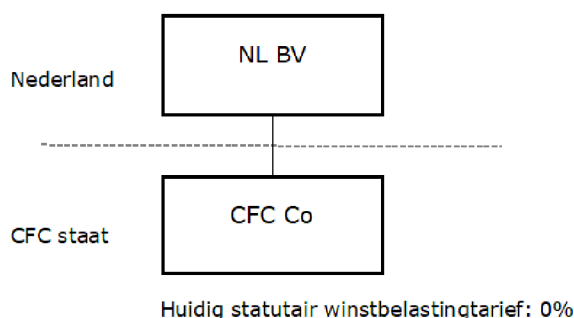 NL BV
Nederland
CFC Co
CFC staat
Huidig statutair winstbelastingtarief: 0%